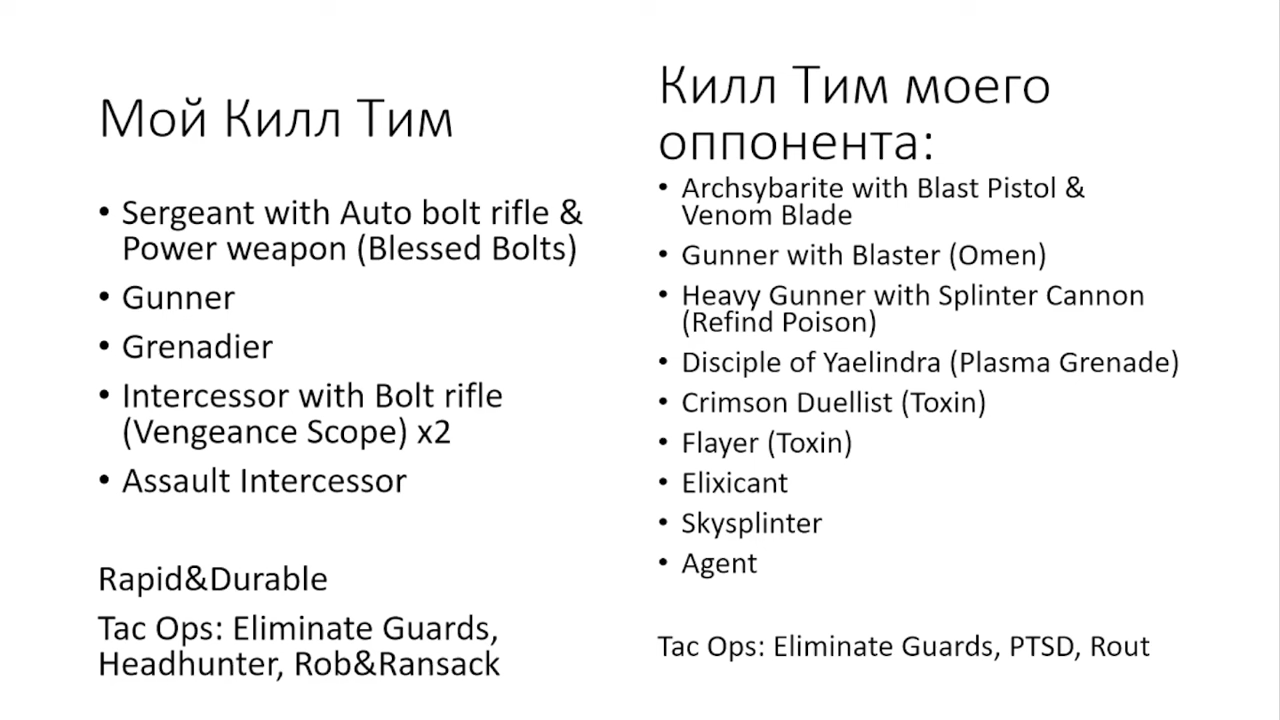 Мой Килл Тим
• Sergeant with Auto bolt rifle &
Power weapon (Blessed Bolts)
• Gunner
• Grenadier
• Intercessor with Bolt rifle
(Vengeance Scope) x2
• Assault Intercessor
Rapid&Durable
Tac Ops: Eliminate Guards,
Headhunter, Rob&Ransack
Килл Тим моего
оппонента:
• Archsybarite with Blast Pistol &
Venom Blade
• Gunner with Blaster (Omen)
• Heavy Gunner with Splinter Cannon
(Refind Poison)
• Disciple of Yaelindra (Plasma Grenade)
• Crimson Duellist (Toxin)
• Flayer (Toxin)
• Elixicant
• Skysplinter
• Agent
Tac Ops: Eliminate Guards, PTSD, Rout